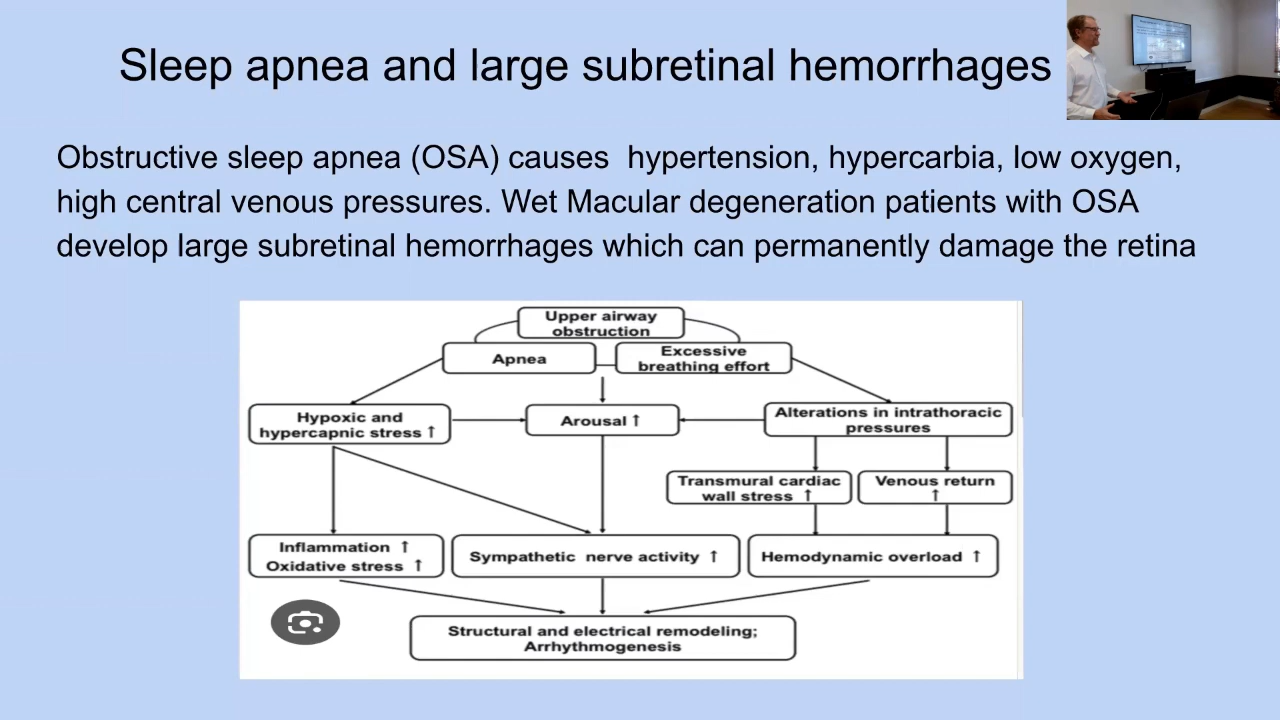 Sleep apnea and large subretinal hemorrhages
Obstructive sleep apnea (OSA) causes hypertension, hypercarbia, low oxygen,
high central venous pressures. Wet Macular degeneration patients with OSA
develop large subretinal hemorrhages which can permanently damage the retina
Upper airway
obstruction
Apnea
Excessive
breathing effort
Hypoxic and
hypercapnic stress ↑
Arousal ↑
Alterations in intrathoracic
pressures
Transmural cardiac
wall stress ↑
Venous return
↑
Inflammation ↑
Oxidative stress ↑
Sympathetic nerve activity ↑
Hemodynamic overload ↑
Structural and electrical remodeling;
Arrhythmogenesis